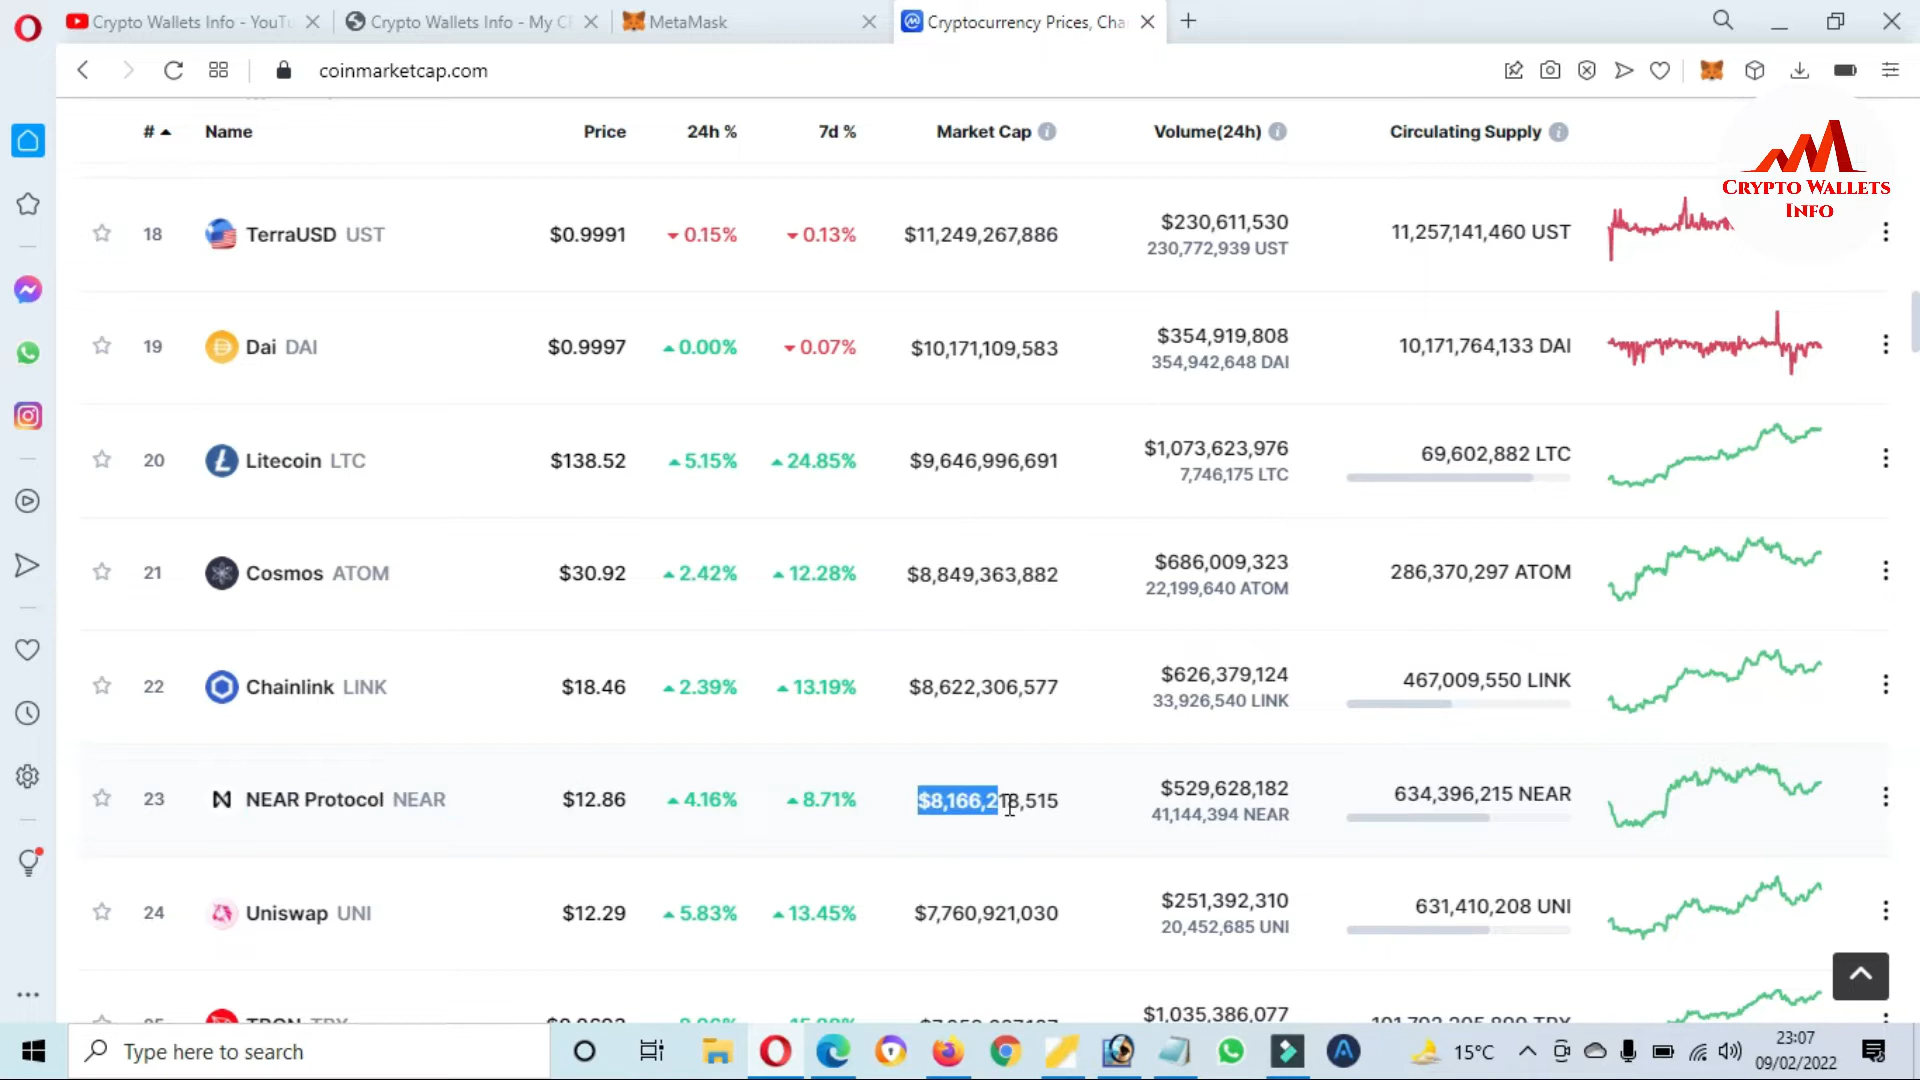 Crypto Wallets Info - YouTu
Crypto Wallets Info - My Cr
MetaMask
Cryptocurrency Prices, Cha
coinmarketcap.com
# Name Price 24h % 7d % Market Cap Volume(24h) Circulating Supply
CRYPTO WALLETS
INFO
18 TerraUSD UST $0.9991 0.15% 0.13% $11,249,267,886 $230,611,530 11,257,141,460 UST
230,772,939 UST
19 Dai DAI $0.9997 0.00% 0.07% $10,171,109,583 $354,919,808 10,171,764,133 DAI
354,942,648 DAI
20 Litecoin LTC $138.52 5.15% 24.85% $9,646,996,691 $1,073,623,976 69,602,882 LTC
7,746,175 LTC
21 Cosmos ATOM $30.92 2.42% 12.28% $8,849,363,882 $686,009,323 286,370,297 ATOM
22,199,640 ATOM
22 Chainlink LINK $18.46 2.39% 13.19% $8,622,306,577 $626,379,124 467,009,550 LINK
33,926,540 LINK
23 NEAR Protocol NEAR $12.86 4.16% 8.71% $8,166,218,515 $529,628,182 634,396,215 NEAR
41,144,394 NEAR
24 Uniswap UNI $12.29 5.83% 13.45% $7,760,921,030 $251,392,310 631,410,208 UNI
20,452,685 UNI
TRON TRX $1,035,386,077
Type here to search
15°C
23:07
09/02/2022